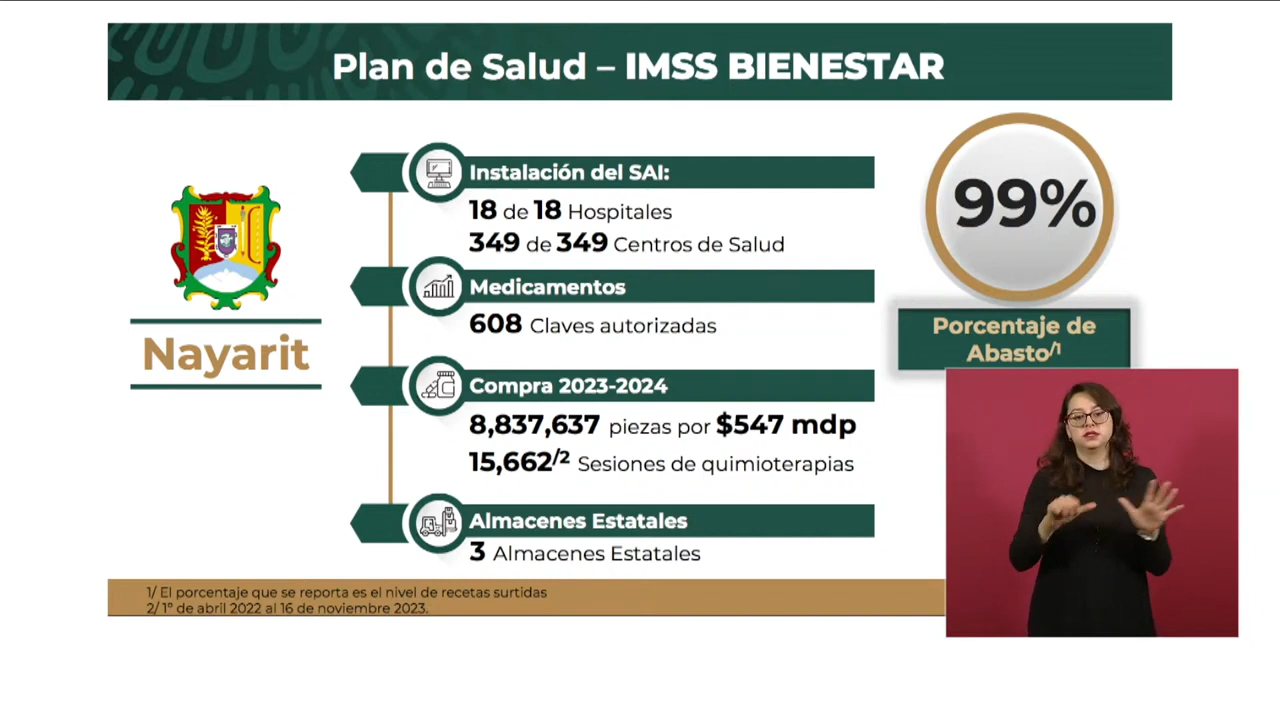 Plan de Salud – IMSS BIENESTAR
Nayarit
Instalación del SAI:
18 de 18 Hospitales
349 de 349 Centros de Salud
Medicamentos
608 Claves autorizadas
Compra 2023-2024
8,837,637 piezas por $547 mdp
15,662/2 Sesiones de quimioterapias
Almacenes Estatales
3 Almacenes Estatales
99%
Porcentaje de
Abasto/1
1/ El porcentaje que se reporta es el nivel de recetas surtidas
2/ 1º de abril 2022 al 16 de noviembre 2023.